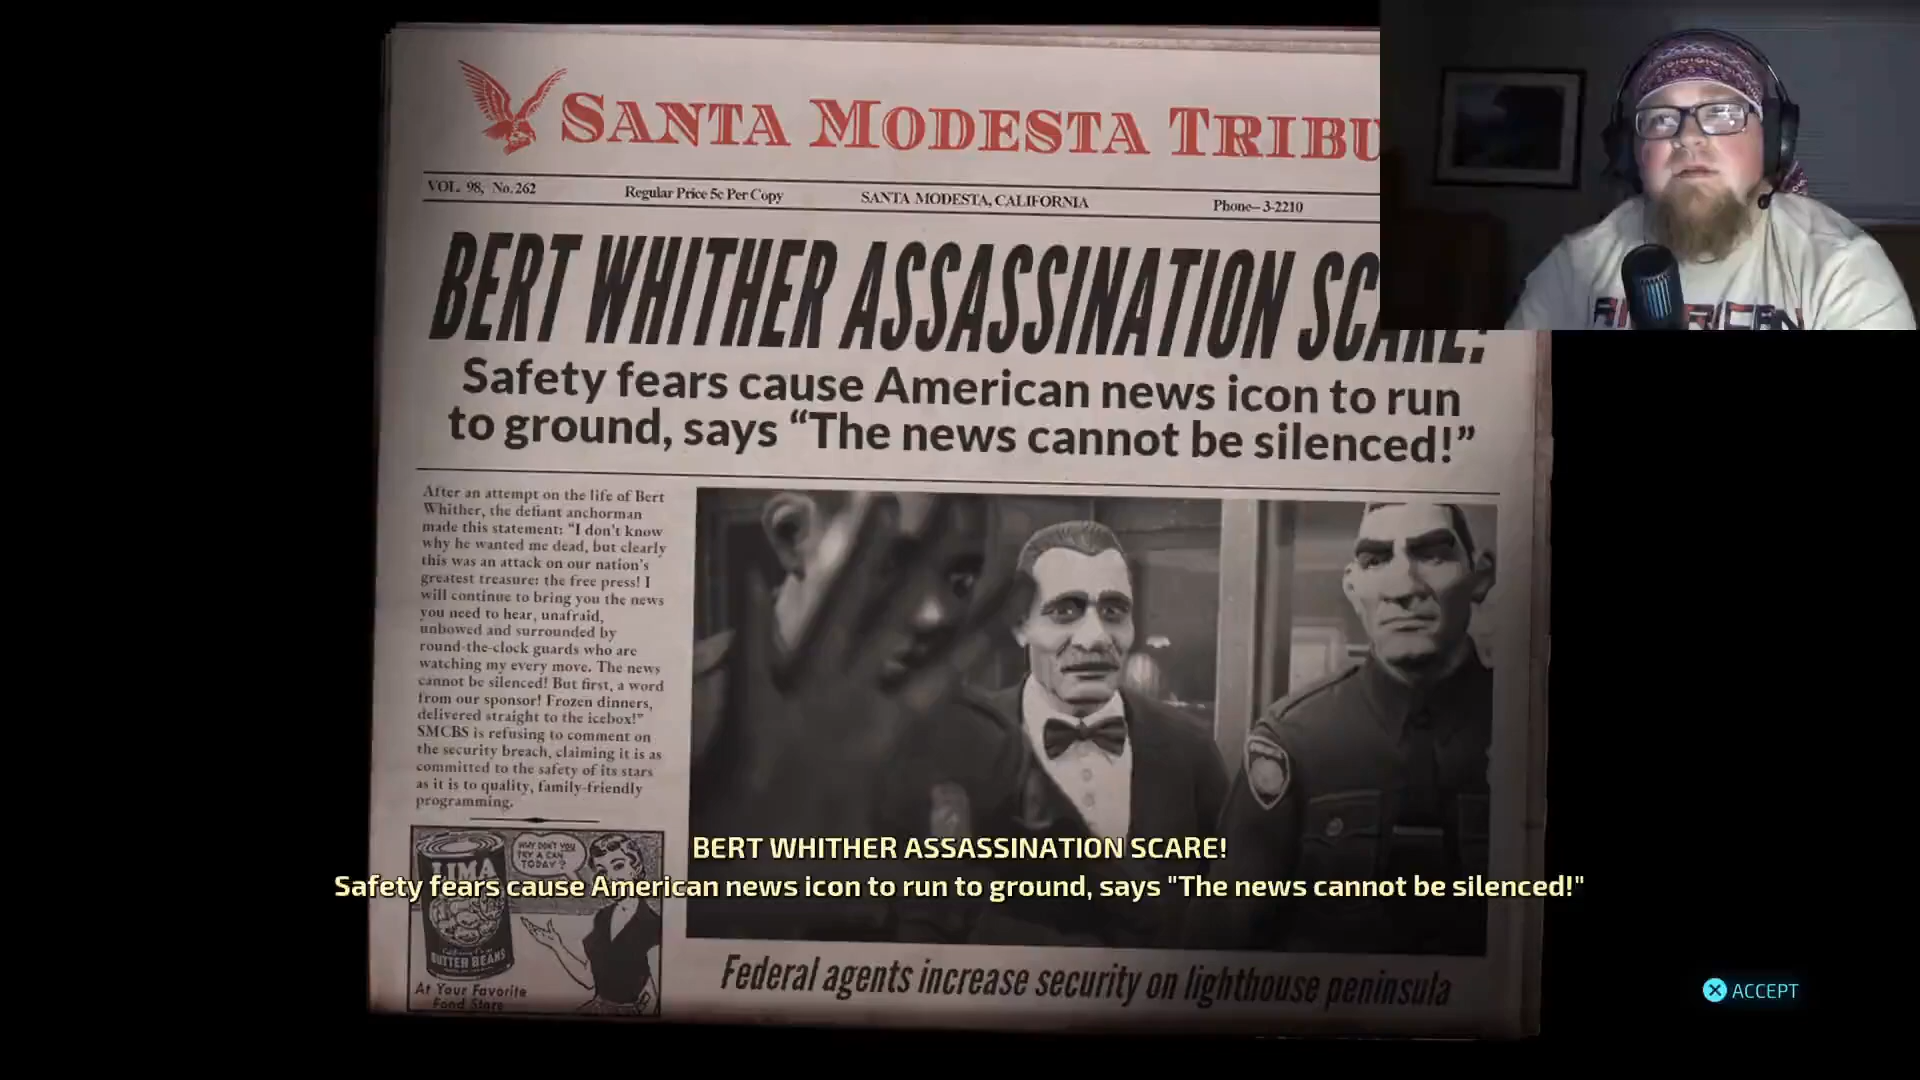 SANTA MODESTA TRIBU
VOL. 98, No. 262
Regular Price 5c Per Copy
SANTA MODESTA, CALIFORNIA
Phone– 3-2210
BERT WHITHER ASSASSINATION SCARE!
Safety fears cause American news icon to run
to ground, says “The news cannot be silenced!”
After an attempt on the life of Bert
Whither, the defiant anchorman
made this statement: “I don't know
why he wanted me dead, but clearly
this was an attack on our nation's
greatest treasure: the free press! I
will continue to bring you the news
you need to hear, unafraid,
unbowed and surrounded by
round-the-clock guards who are
watching my every move. The news
cannot be silenced! But first, a word
from our sponsor! Frozen dinners,
delivered straight to the icebox!”
SMCBS is refusing to comment on
the security breach, claiming it is as
committed to the safety of its stars
as it is to quality, family-friendly
programming.
WHY DON'T YOU
TRY A CAN
TODAY?
LIMA
BUTTER BEANS
At Your Favorite
Food Store
BERT WHITHER ASSASSINATION SCARE!
Safety fears cause American news icon to run to ground, says "The news cannot be silenced!"
Federal agents increase security on lighthouse peninsula
ACCEPT